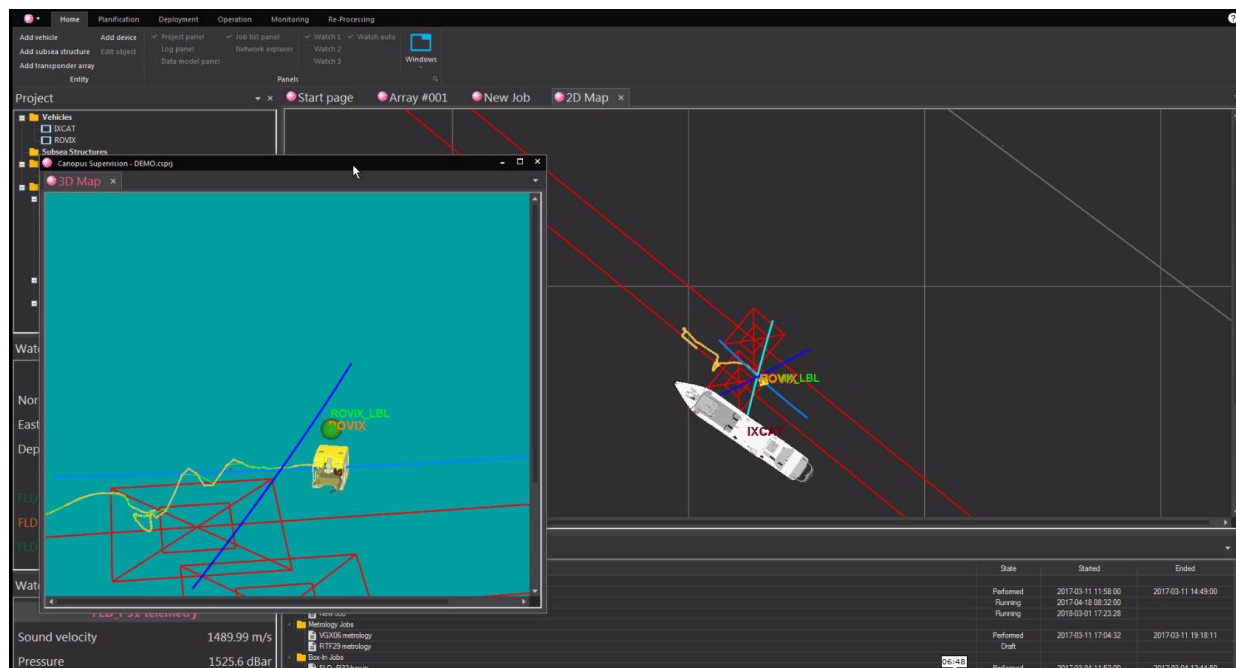 Home Planification Deployment Operation Monitoring Re-Processing
Add vehicle Add device Project panel Job list panel Watch 1 Watch auto
Add subsea structure Edit object Log panel Network explorer Watch 2
Add transponder array Data model panel Watch 3 Windows
Entity Panels
Project Start page Array #001 New Job 2D Map
Vehicles
IXCAT
ROVIX
Subsea Structures
Canopus Supervision - DEMO.csprj
3D Map
ROVIX_LBL
ROVIX
IXCAT
Nor
East
Dep
FLD
FLD
FLD
State Started Ended
Performed 2017-03-11 11:58:00 2017-03-11 14:49:00
Running 2017-04-18 08:32:00
New Job Running 2018-03-01 17:23:28
Metrology Jobs
VGX06 metrology Performed 2017-03-11 17:04:32 2017-03-11 19:18:11
RTF29 metrology Draft
Box-In Jobs
Sound velocity 1489.99 m/s
Pressure 1525.6 dBar
06:48